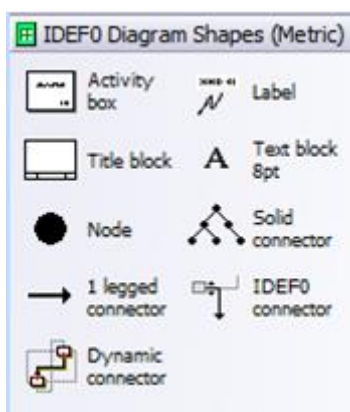 IDEF0 Diagram Shapes (Metric)
Activity
box
Label
Title block
A
Text block
8pt
Node
Solid
connector
1 legged
connector
IDEF0
connector
Dynamic
connector